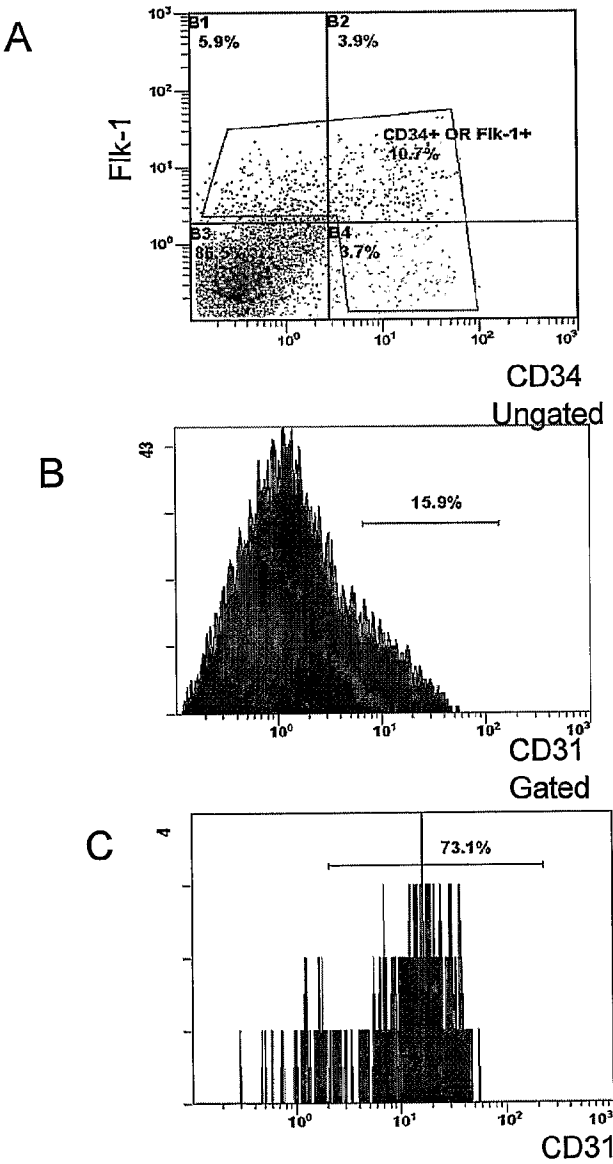 A
10³
10²
10¹
10⁰
Flk-1
B1
5.9%
B2
3.9%
CD34+ OR Flk-1+
10.7%
B3
B4
3.7%
10⁰ 10¹ 10² 10³
CD34
Ungated
B
43
15.9%
10⁰ 10¹ 10² 10³
CD31
Gated
C
4
73.1%
10⁰ 10¹ 10² 10³
CD31